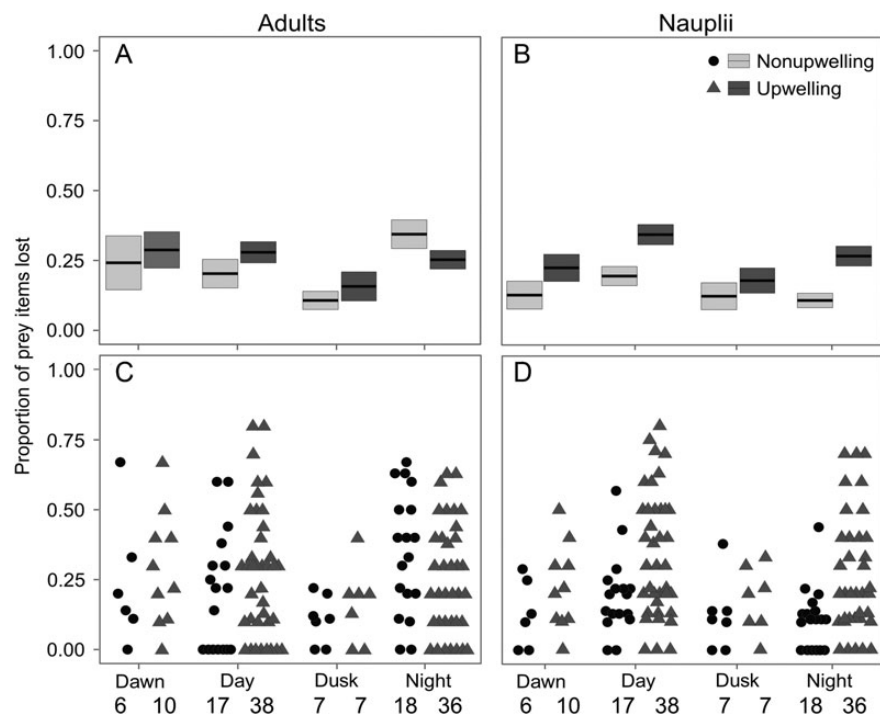 Adults Nauplii
A B
Nonupwelling
Upwelling
1.00
0.75
0.50
0.25
0.00
Proportion of prey items lost
C D
1.00
0.75
0.50
0.25
0.00
Dawn Day Dusk Night Dawn Day Dusk Night
6 10 17 38 7 7 18 36 6 10 17 38 7 7 18 36